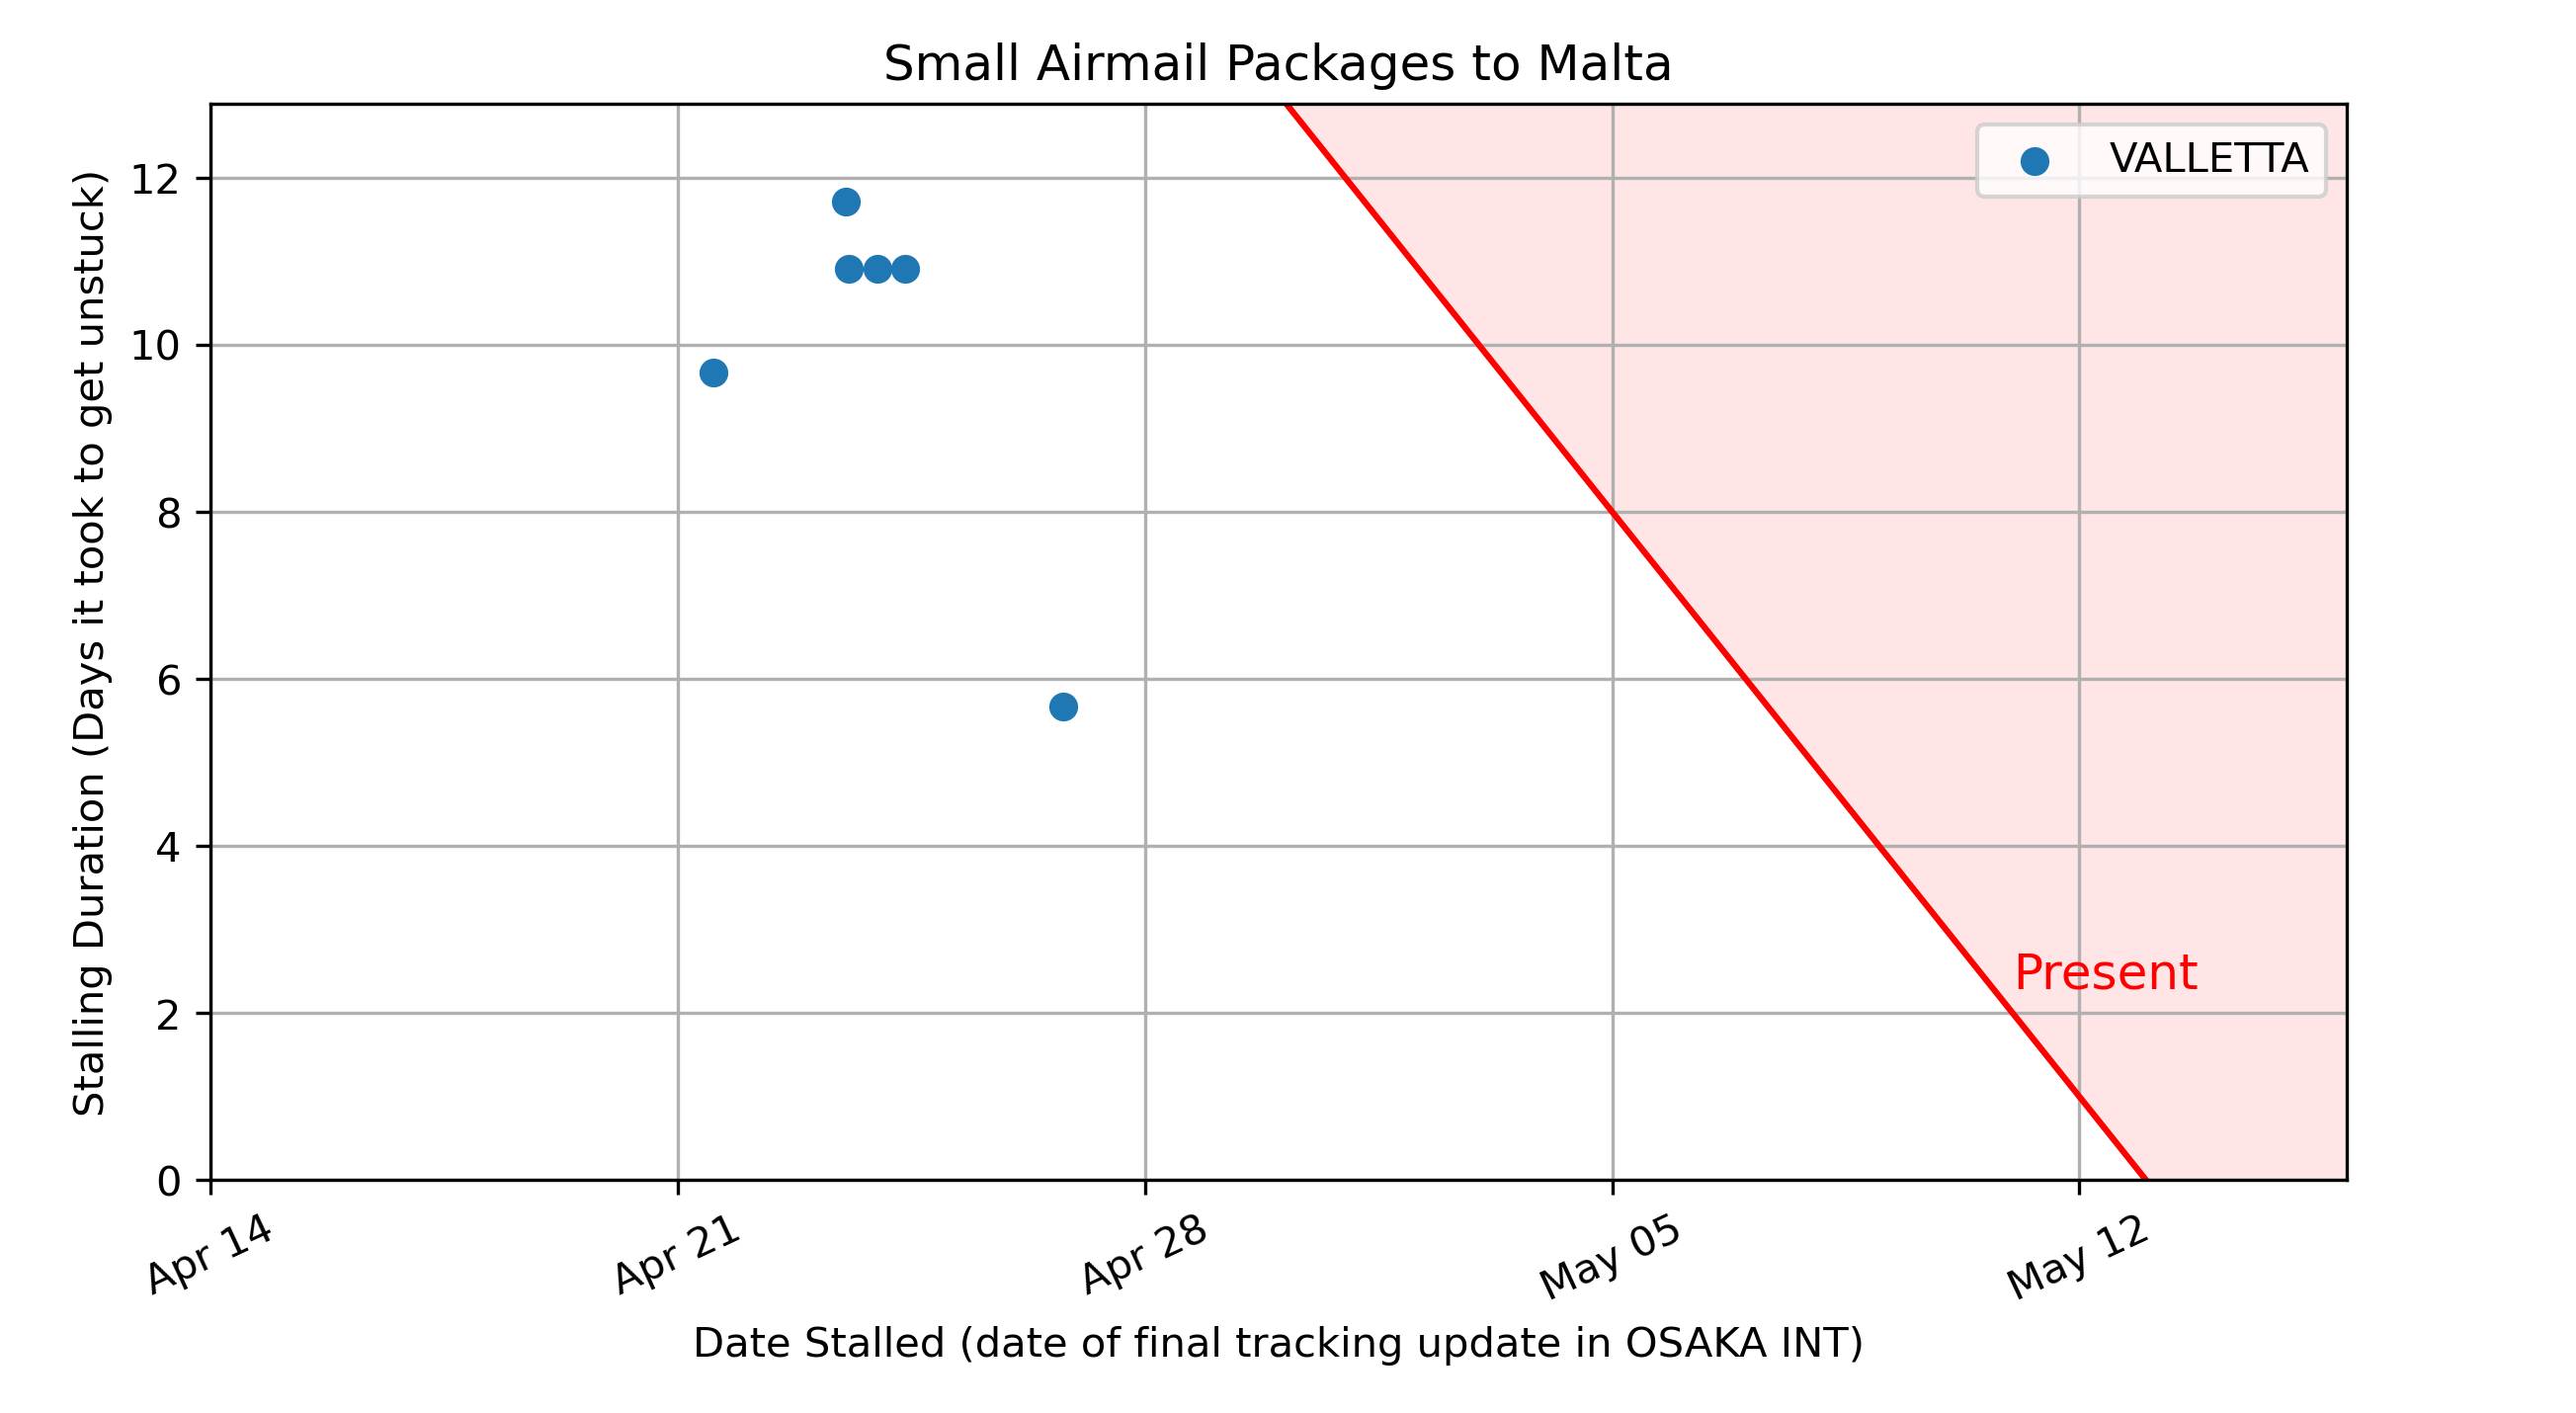 Small Airmail Packages to Malta
VALLETTA
Stalling Duration (Days it took to get unstuck)
12
10
8
6
4
2
0
Present
Apr 14
Apr 21
Apr 28
May 05
May 12
Date Stalled (date of final tracking update in OSAKA INT)